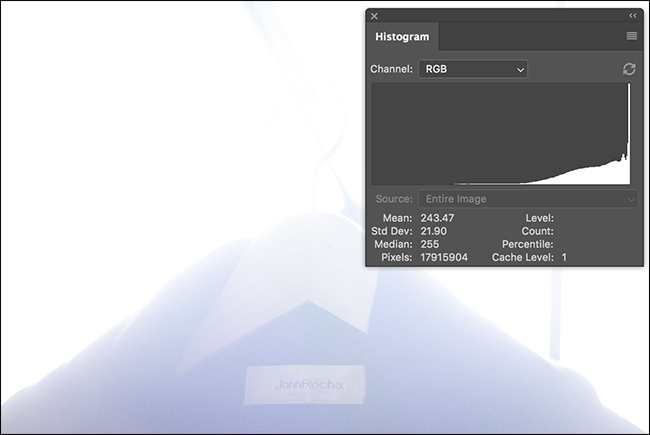 Histogram
Channel: RGB
Source: Entire Image
Mean: 243.47 Level:
Std Dev: 21.90 Count:
Median: 255 Percentile:
Pixels: 17915904 Cache Level: 1
JohnRocha